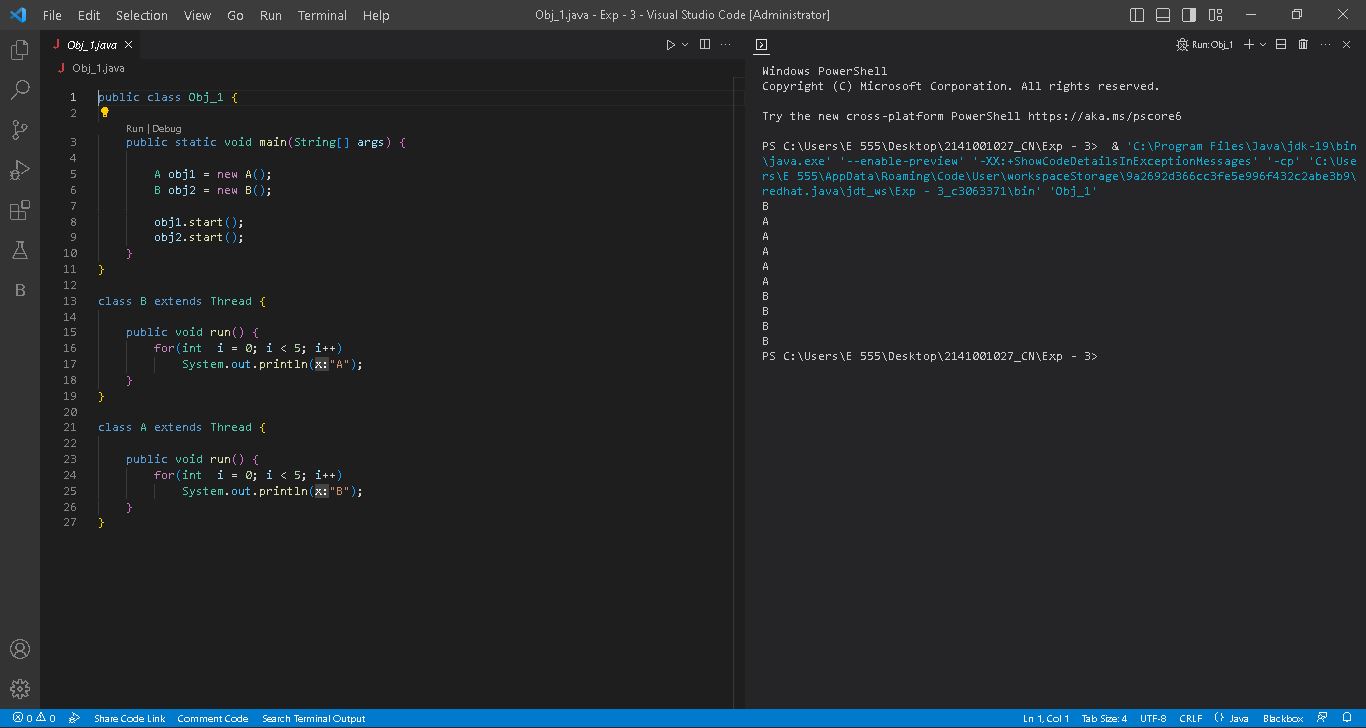 File Edit Selection View Go Run Terminal Help
Obj_1.java - Exp - 3 - Visual Studio Code [Administrator]
Obj_1.java
Obj_1.java
1 public class Obj_1 {
2
Run | Debug
3 public static void main(String[] args) {
4
5 A obj1 = new A();
6 B obj2 = new B();
7
8 obj1.start();
9 obj2.start();
10 }
11 }
12
13 class B extends Thread {
14
15 public void run() {
16 for(int  i = 0; i < 5; i++)
17 System.out.println(x:"A");
18 }
19 }
20
21 class A extends Thread {
22
23 public void run() {
24 for(int  i = 0; i < 5; i++)
25 System.out.println(x:"B");
26 }
27 }
Run: Obj_1
Windows PowerShell
Copyright (C) Microsoft Corporation. All rights reserved.
Try the new cross-platform PowerShell https://aka.ms/pscore6
PS C:\Users\E 555\Desktop\2141001027_CN\Exp - 3>  & 'C:\Program Files\Java\jdk-19\bin
\java.exe' '--enable-preview' '-XX:+ShowCodeDetailsInExceptionMessages' '-cp' 'C:\Use
rs\E 555\AppData\Roaming\Code\User\workspaceStorage\9a2692d366cc3fe5e996f432c2abe3b9\
redhat.java\jdt_ws\Exp - 3_c3063371\bin' 'Obj_1'
B
A
A
A
A
A
B
B
B
B
PS C:\Users\E 555\Desktop\2141001027_CN\Exp - 3>
B
0 0 Share Code Link Comment Code Search Terminal Output
Ln 1, Col 1 Tab Size: 4 UTF-8 CRLF {} Java Blackbox